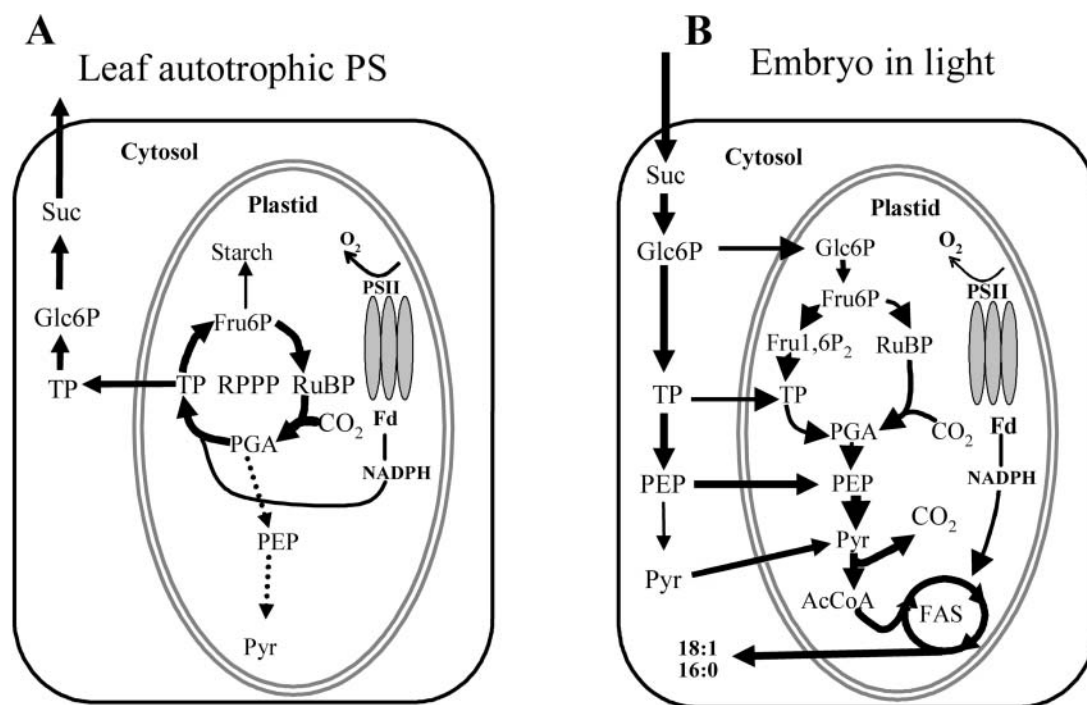 A
Leaf autotrophic PS
Cytosol
Plastid
Suc
Starch
O₂
PSII
Glc6P
Fru6P
TP
TP
RPPP
RuBP
PGA
CO₂
Fd
NADPH
PEP
Pyr
B
Embryo in light
Cytosol
Suc
Plastid
Glc6P
Glc6P
O₂
PSII
Fru6P
Fru1,6P₂
RuBP
TP
TP
PGA
CO₂
Fd
PEP
PEP
NADPH
CO₂
Pyr
Pyr
AcCoA
FAS
18:1
16:0